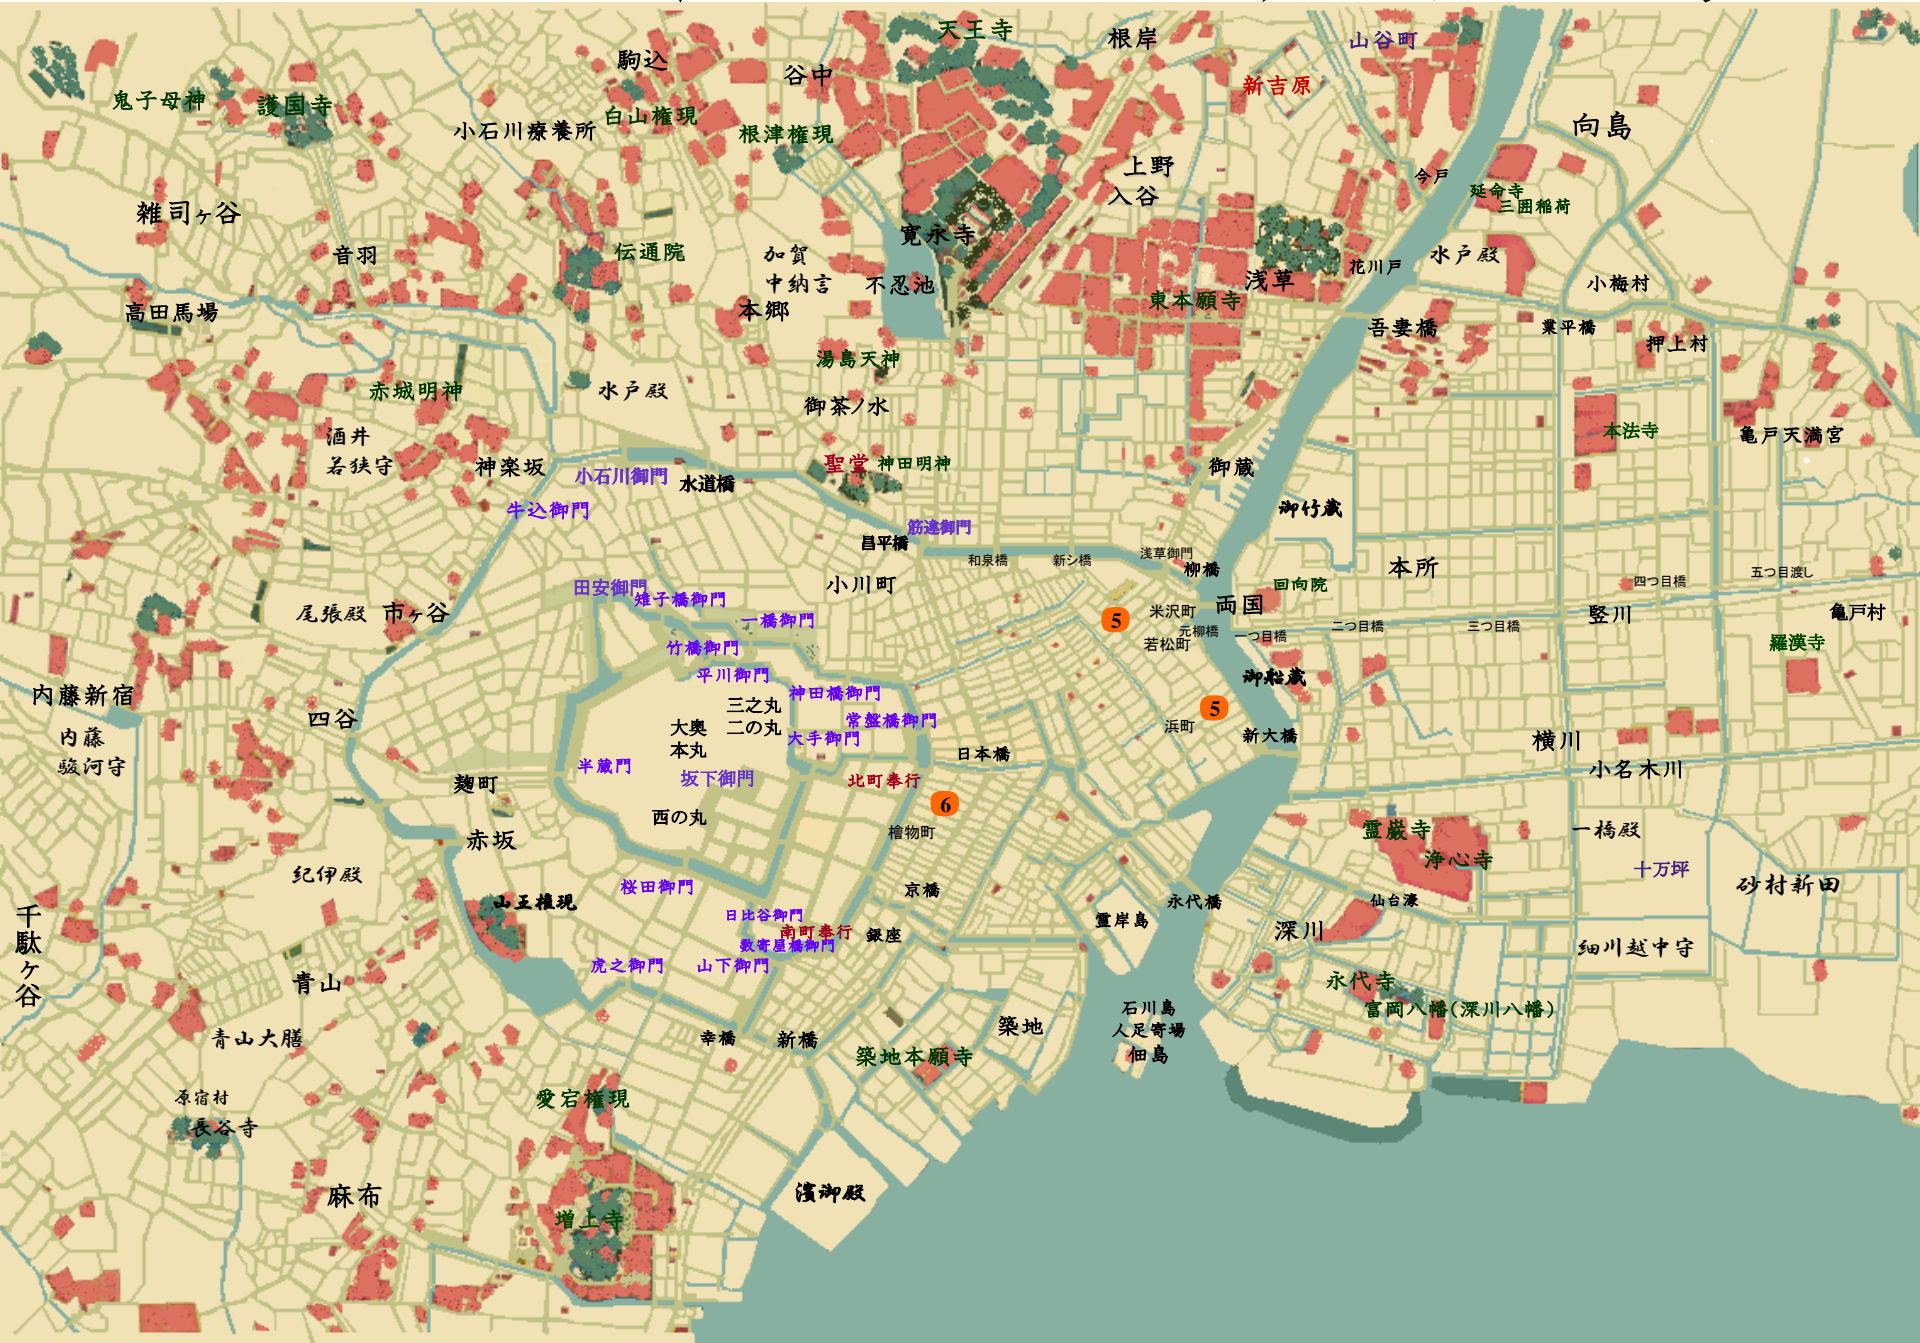 天王寺
根岸
山谷町
駒込
谷中
新吉原
鬼子母神
護国寺
白山権現
小石川療養所
根津権現
向島
上野
入谷
今戸
延命寺
三囲稲荷
雑司ヶ谷
音羽
伝通院
加賀
中納言
寛永寺
不忍池
本郷
浅草
花川戸
水戸殿
小梅村
東本願寺
高田馬場
吾妻橋
業平橋
押上村
湯島天神
赤城明神
水戸殿
御茶ノ水
酒井
若狭守
神楽坂
本法寺
亀戸天満宮
聖堂
神田明神
御蔵
小石川御門
水道橋
牛込御門
御竹蔵
筋違御門
昌平橋
和泉橋
新シ橋
浅草御門
柳橋
本所
小川町
田安御門
雉子橋御門
回向院
四つ目橋
五つ目渡し
尾張殿
市ヶ谷
一橋御門
5
米沢町
両国
元柳橋
若松町
一つ目橋
二つ目橋
三つ目橋
竪川
亀戸村
羅漢寺
竹橋御門
平川御門
御船蔵
内藤新宿
四谷
神田橋御門
三之丸
二の丸
大奥
本丸
常盤橋御門
大手御門
5
浜町
新大橋
内藤
駿河守
日本橋
横川
小名木川
半蔵門
坂下御門
北町奉行
麹町
6
檜物町
西の丸
赤坂
霊巌寺
浄心寺
一橋殿
十万坪
砂村新田
紀伊殿
桜田御門
京橋
永代橋
仙台濠
山王権現
日比谷御門
南町奉行
数寄屋橋御門
銀座
霊岸島
深川
細川越中守
千駄ヶ谷
虎之御門
山下御門
青山
永代寺
富岡八幡(深川八幡)
石川島
人足寄場
佃島
築地
青山大膳
幸橋
新橋
築地本願寺
原宿村
長谷寺
愛宕権現
麻布
濱御殿
増上寺